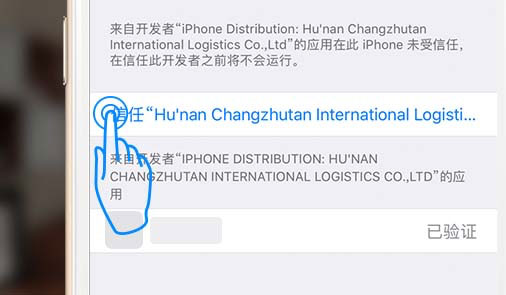 来自开发者“iPhone Distribution: Hu'nan Changzhutan
International Logistics Co.,Ltd”的应用在此 iPhone 未受信任，
在信任此开发者之前将不会运行。
信任“Hu'nan Changzhutan International Logisti...
来自开发者“IPHONE DISTRIBUTION: HU'NAN
CHANGZHUTAN INTERNATIONAL LOGISTICS CO.,LTD”的应
用
已验证